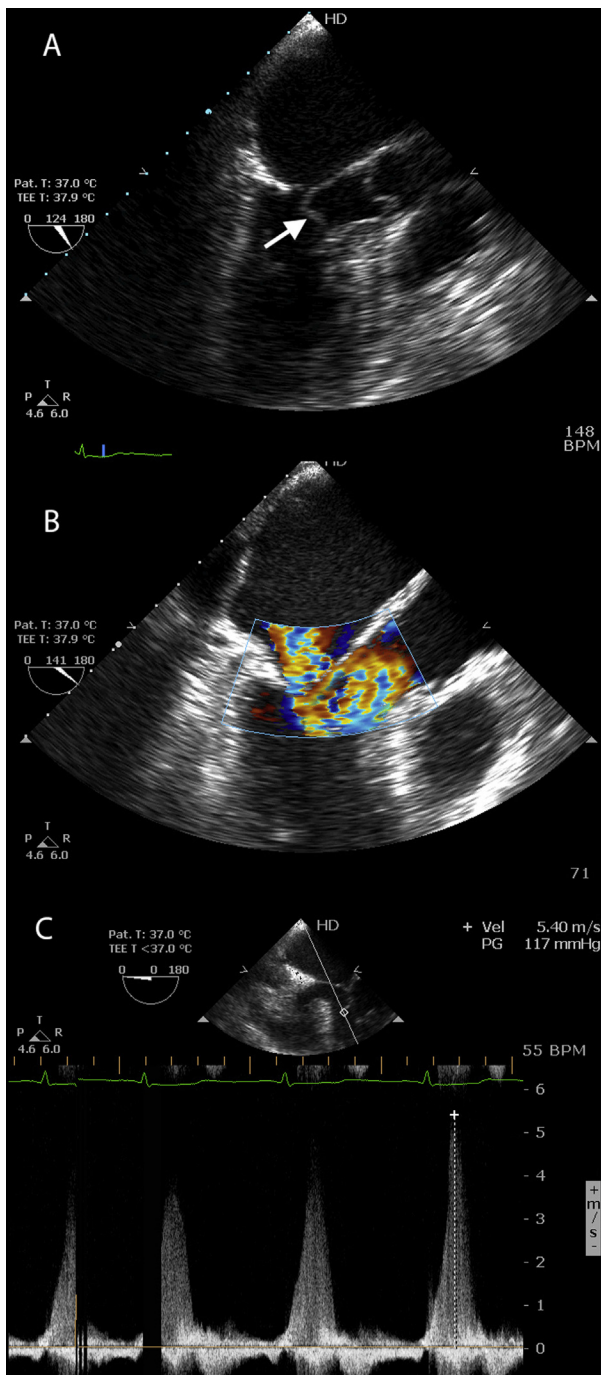 A
HD
Pat. T: 37.0 °C
TEE T: 37.9 °C
0 124 180
T
P R
4.6 6.0
148
BPM
B
HD
Pat. T: 37.0 °C
TEE T: 37.9 °C
0 141 180
T
P R
4.6 6.0
71
C
HD
+ Vel 5.40 m/s
PG 117 mmHg
Pat. T: 37.0 °C
TEE T <37.0 °C
0 0 180
T
P R
4.6 6.0
55 BPM
- 6
- 5
- 4
- 3
- 2
- 1
- 0
+
m
/
s
-